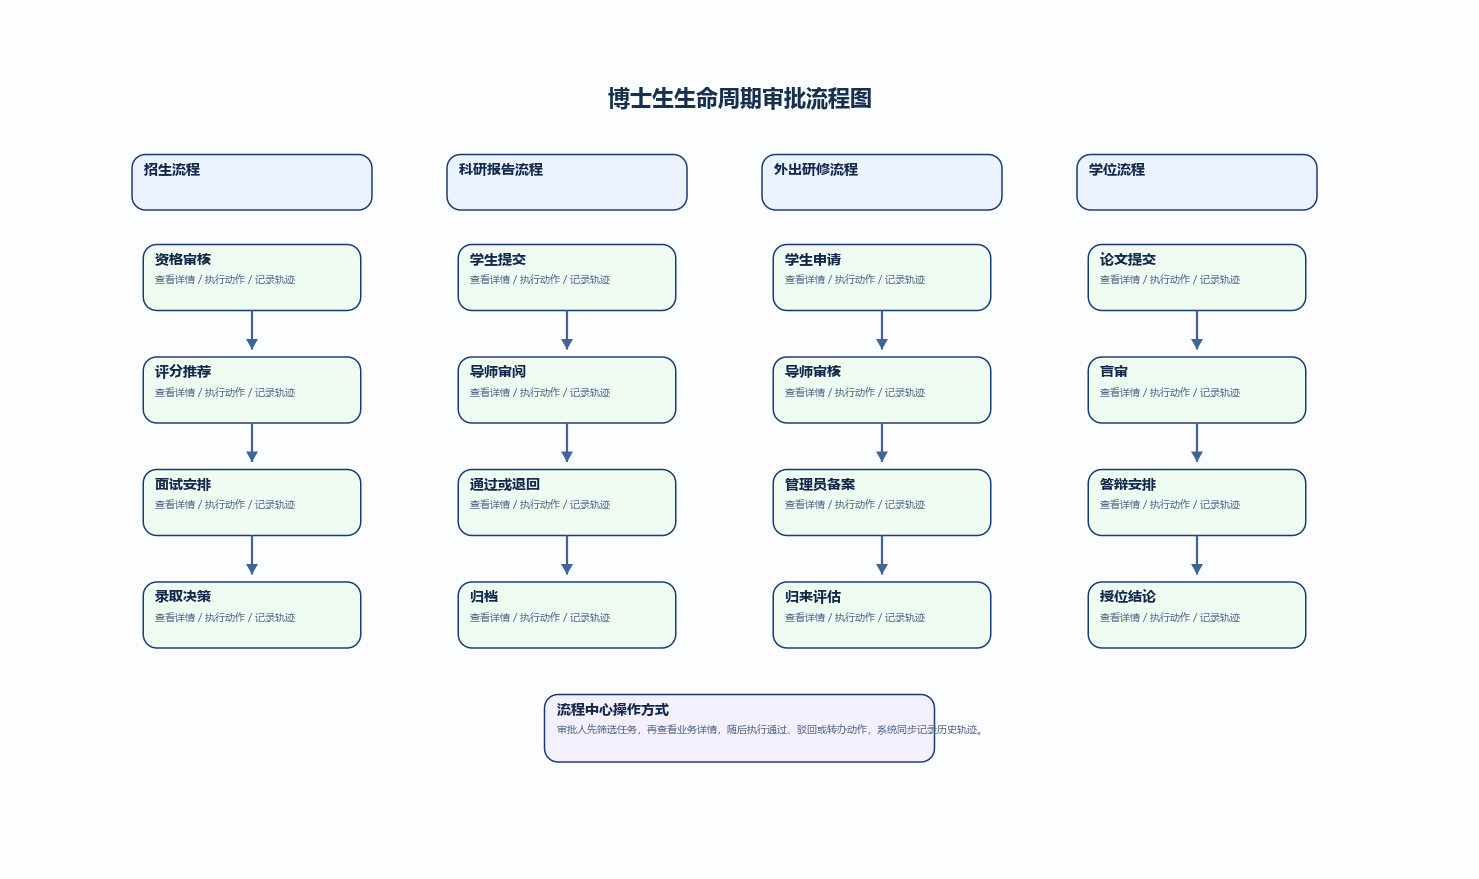 博士生生命周期审批流程图
招生流程
资格审核
查看详情 / 执行动作 / 记录轨迹
评分推荐
查看详情 / 执行动作 / 记录轨迹
面试安排
查看详情 / 执行动作 / 记录轨迹
录取决策
查看详情 / 执行动作 / 记录轨迹
科研报告流程
学生提交
查看详情 / 执行动作 / 记录轨迹
导师审阅
查看详情 / 执行动作 / 记录轨迹
通过或退回
查看详情 / 执行动作 / 记录轨迹
归档
查看详情 / 执行动作 / 记录轨迹
外出研修流程
学生申请
查看详情 / 执行动作 / 记录轨迹
导师审核
查看详情 / 执行动作 / 记录轨迹
管理员备案
查看详情 / 执行动作 / 记录轨迹
归来评估
查看详情 / 执行动作 / 记录轨迹
学位流程
论文提交
查看详情 / 执行动作 / 记录轨迹
盲审
查看详情 / 执行动作 / 记录轨迹
答辩安排
查看详情 / 执行动作 / 记录轨迹
授位结论
查看详情 / 执行动作 / 记录轨迹
流程中心操作方式
审批人先筛选任务，再查看业务详情，随后执行通过、驳回或转办动作，系统同步记录历史轨迹。